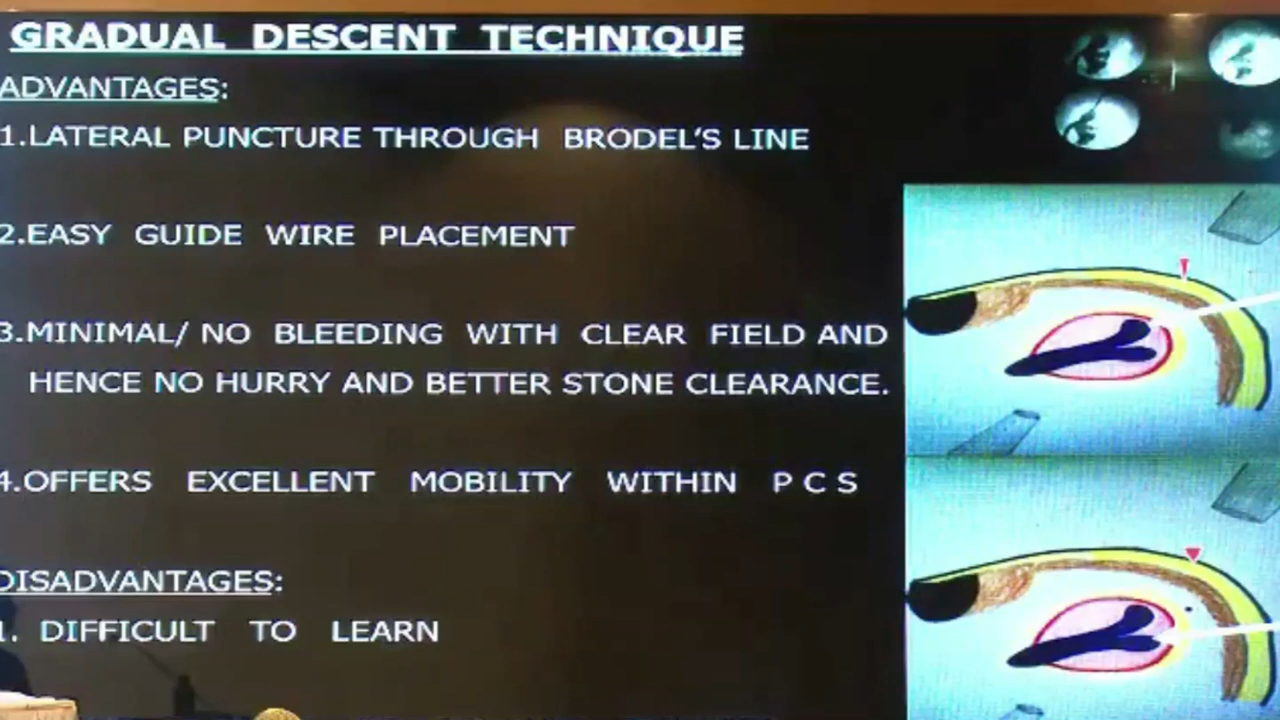 GRADUAL DESCENT TECHNIQUE
ADVANTAGES:
1.LATERAL PUNCTURE THROUGH BRODEL'S LINE
2.EASY GUIDE WIRE PLACEMENT
3.MINIMAL/ NO BLEEDING WITH CLEAR FIELD AND
HENCE NO HURRY AND BETTER STONE CLEARANCE.
4.OFFERS EXCELLENT MOBILITY WITHIN P C S
DISADVANTAGES:
1. DIFFICULT TO LEARN